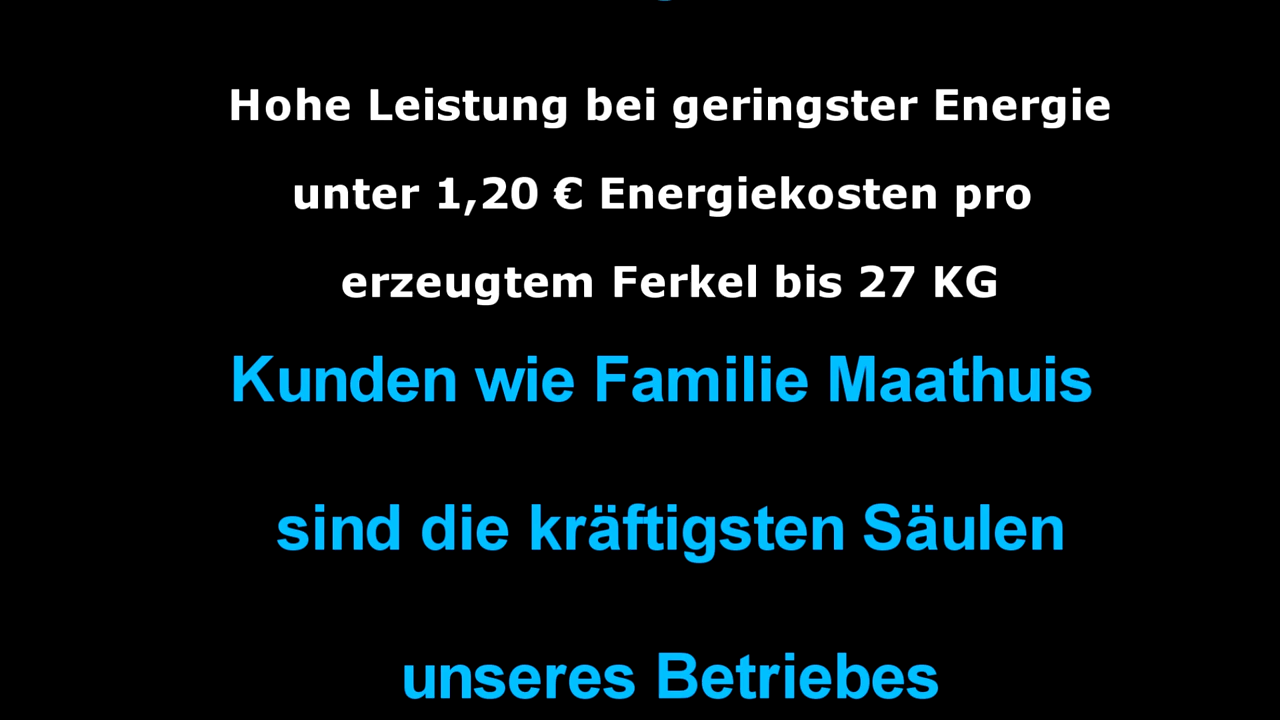 Hohe Leistung bei geringster Energie
unter 1,20 € Energiekosten pro
erzeugtem Ferkel bis 27 KG
Kunden wie Familie Maathuis
sind die kräftigsten Säulen
unseres Betriebes